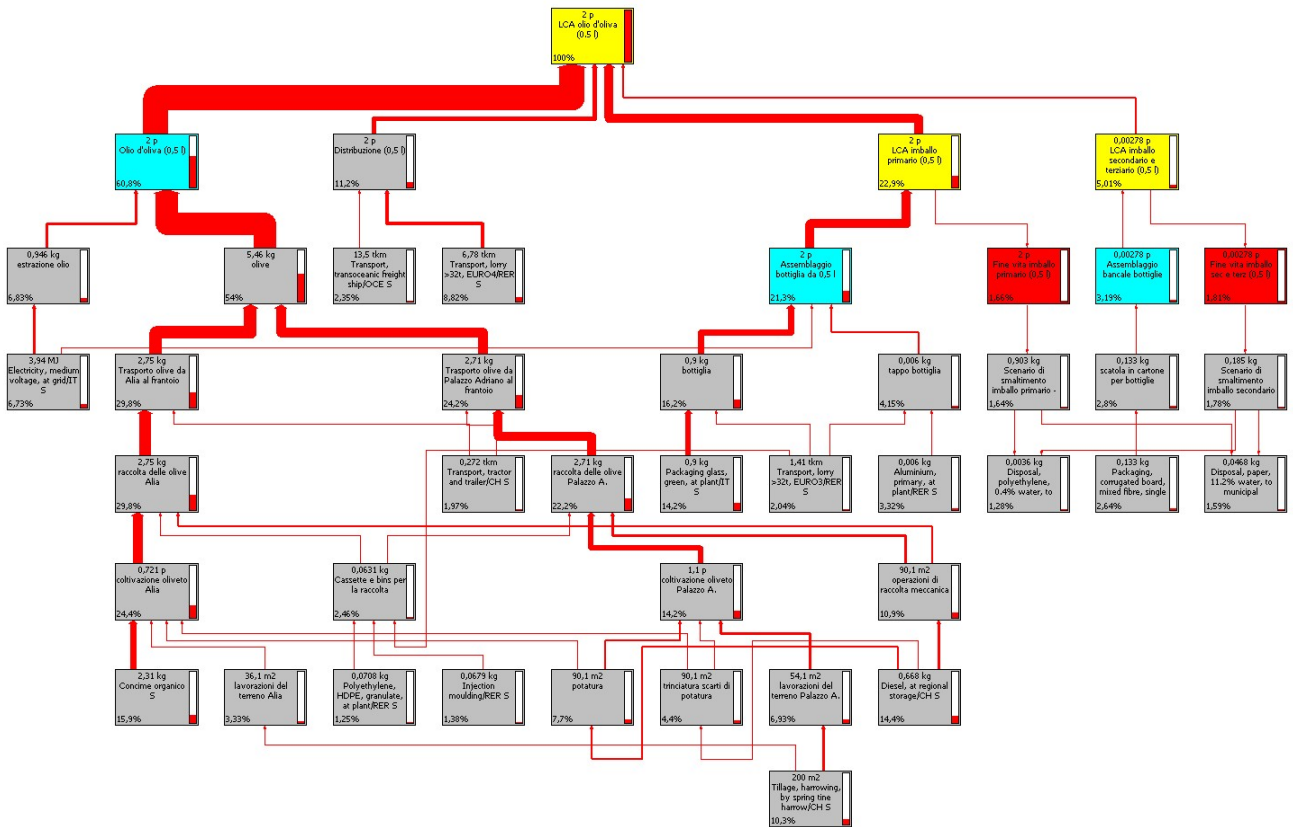 2 p
LCA olio d'oliva
(0.5 l)
100%
2 p
Olio d'oliva (0,5 l)
60,8%
2 p
Distribuzione (0,5 l)
11,2%
2 p
LCA imballo
primario (0,5 l)
22,9%
0,00278 p
LCA imballo
secondario e
terziario (0,5 l)
5,01%
0,946 kg
estrazione olio
6,83%
5,46 kg
olive
54%
13,5 tkm
Transport,
transoceanic freight
ship/OCE S
2,35%
6,78 tkm
Transport, lorry
>32t, EURO4/RER
S
8,82%
2 p
Assemblaggio
bottiglia da 0,5 l
21,3%
2 p
Fine vita imballo
primario (0,5 l)
1,66%
0,00278 p
Assemblaggio
bancale bottiglie
3,19%
0,00278 p
Fine vita imballo
sec e terz (0,5 l)
1,81%
3,94 MJ
Electricity, medium
voltage, at grid/IT
S
6,73%
2,75 kg
Trasporto olive da
Alia al frantoio
29,8%
2,71 kg
Trasporto olive da
Palazzo Adriano al
frantoio
24,2%
0,9 kg
bottiglia
16,2%
0,006 kg
tappo bottiglia
4,15%
0,903 kg
Scenario di
smaltimento
imballo primario -
1,64%
0,133 kg
scatola in cartone
per bottiglie
2,8%
0,185 kg
Scenario di
smaltimento
imballo secondario
1,78%
2,75 kg
raccolta delle olive
Alia
29,8%
0,272 tkm
Transport, tractor
and trailer/CH S
1,97%
2,71 kg
raccolta delle olive
Palazzo A.
22,2%
0,9 kg
Packaging glass,
green, at plant/IT
S
14,2%
1,41 tkm
Transport, lorry
>32t, EURO3/RER
S
2,04%
0,006 kg
Aluminium,
primary, at
plant/RER S
3,32%
0,0036 kg
Disposal,
polyethylene,
0.4% water, to
1,28%
0,133 kg
Packaging,
corrugated board,
mixed fibre, single
2,64%
0,0468 kg
Disposal, paper,
11.2% water, to
municipal
1,59%
0,721 p
coltivazione oliveto
Alia
24,4%
0,0631 kg
Cassette e bins per
la raccolta
2,46%
1,1 p
coltivazione oliveto
Palazzo A.
14,2%
90,1 m2
operazioni di
raccolta meccanica
10,9%
2,31 kg
Concime organico
S
15,9%
36,1 m2
lavorazioni del
terreno Alia
3,33%
0,0708 kg
Polyethylene,
HDPE, granulate,
at plant/RER S
1,25%
0,0679 kg
Injection
moulding/RER S
1,38%
90,1 m2
potatura
7,7%
90,1 m2
trinciatura scarti di
potatura
4,4%
54,1 m2
lavorazioni del
terreno Palazzo A.
6,93%
0,668 kg
Diesel, at regional
storage/CH S
14,4%
200 m2
Tillage, harrowing,
by spring tine
harrow/CH S
10,3%